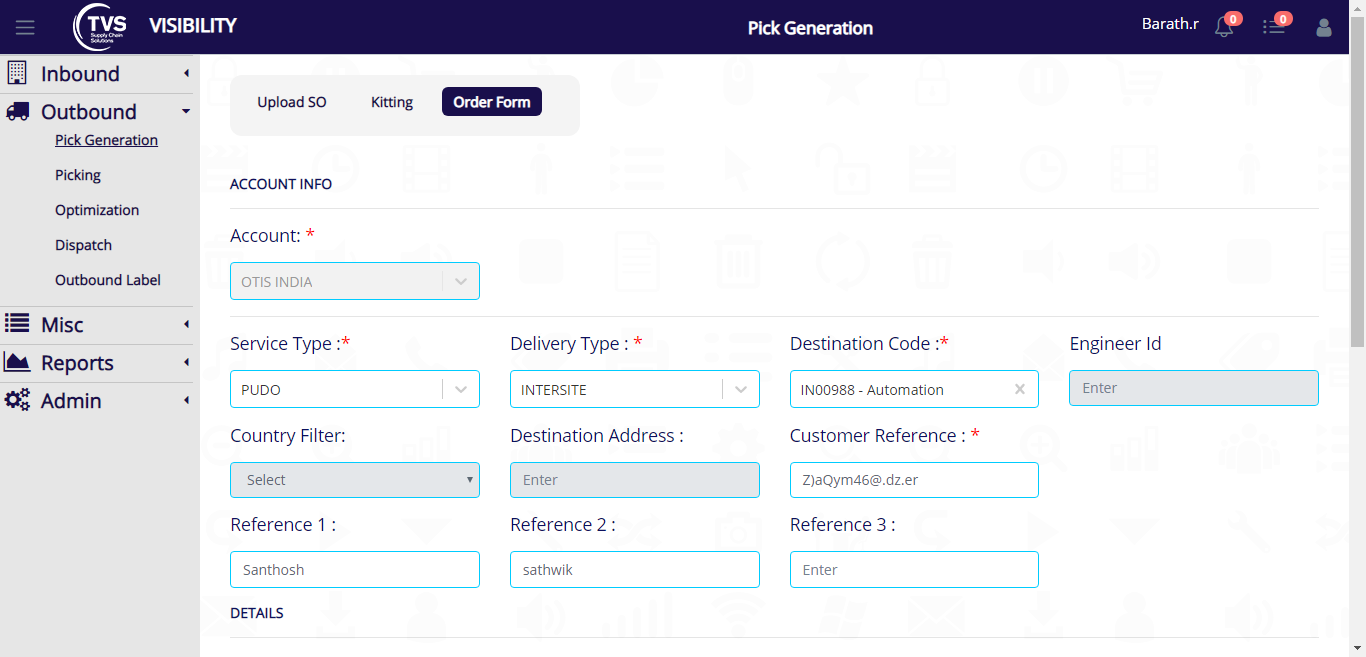 TVS
Supply Chain
Solutions
VISIBILITY
Pick Generation
Barath.r
0
0
Inbound
Outbound
Pick Generation
Picking
Optimization
Dispatch
Outbound Label
Misc
Reports
Admin
Upload SO Kitting Order Form
ACCOUNT INFO
Account: *
OTIS INDIA
Service Type :* Delivery Type : * Destination Code :* Engineer Id
PUDO INTERSITE IN00988 - Automation Enter
Country Filter: Destination Address : Customer Reference : *
Select Enter Z)aQym46@.dz.er
Reference 1 : Reference 2 : Reference 3 :
Santhosh sathwik Enter
DETAILS